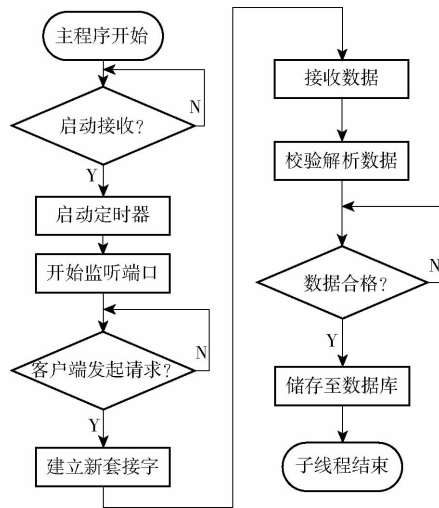 主程序开始
N
启动接收?
Y
启动定时器
开始监听端口
N
客户端发起请求?
Y
建立新套接字
接收数据
校验解析数据
N
数据合格?
Y
储存至数据库
子线程结束